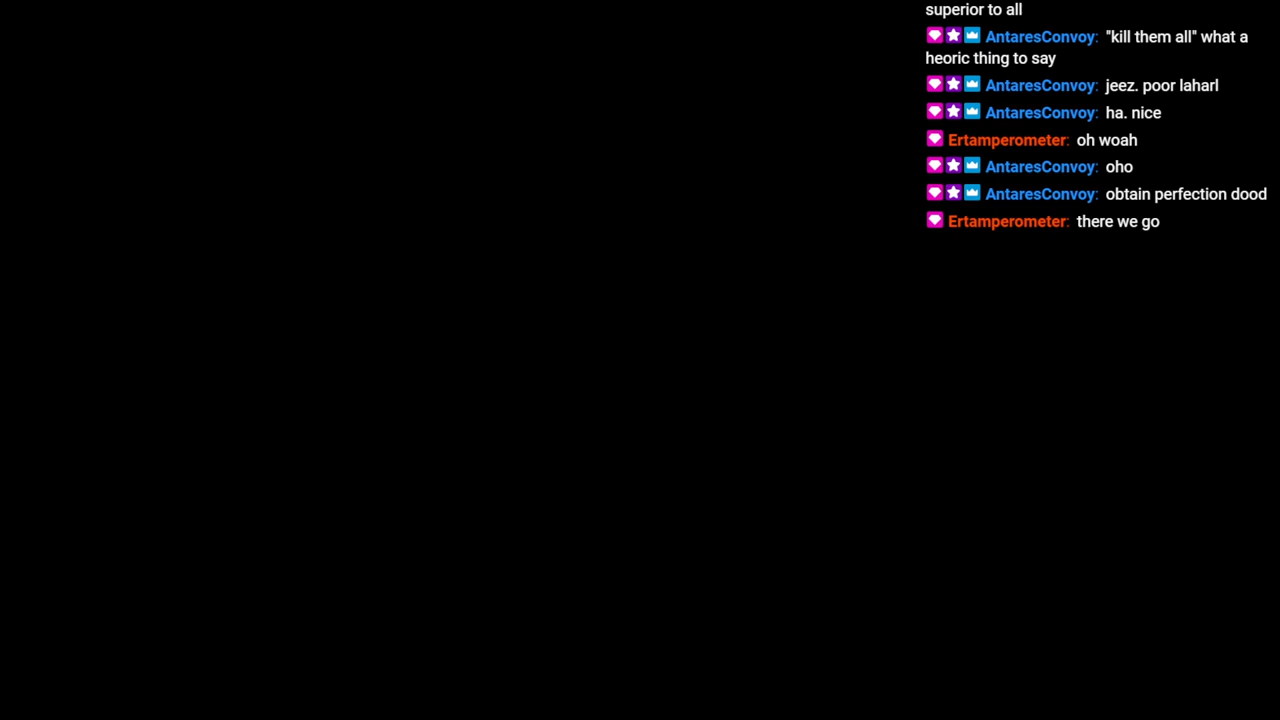 superior to all
AntaresConvoy: "kill them all" what a
heoric thing to say
AntaresConvoy: jeez. poor laharl
AntaresConvoy: ha. nice
Ertamperometer: oh woah
AntaresConvoy: oho
AntaresConvoy: obtain perfection dood
Ertamperometer: there we go